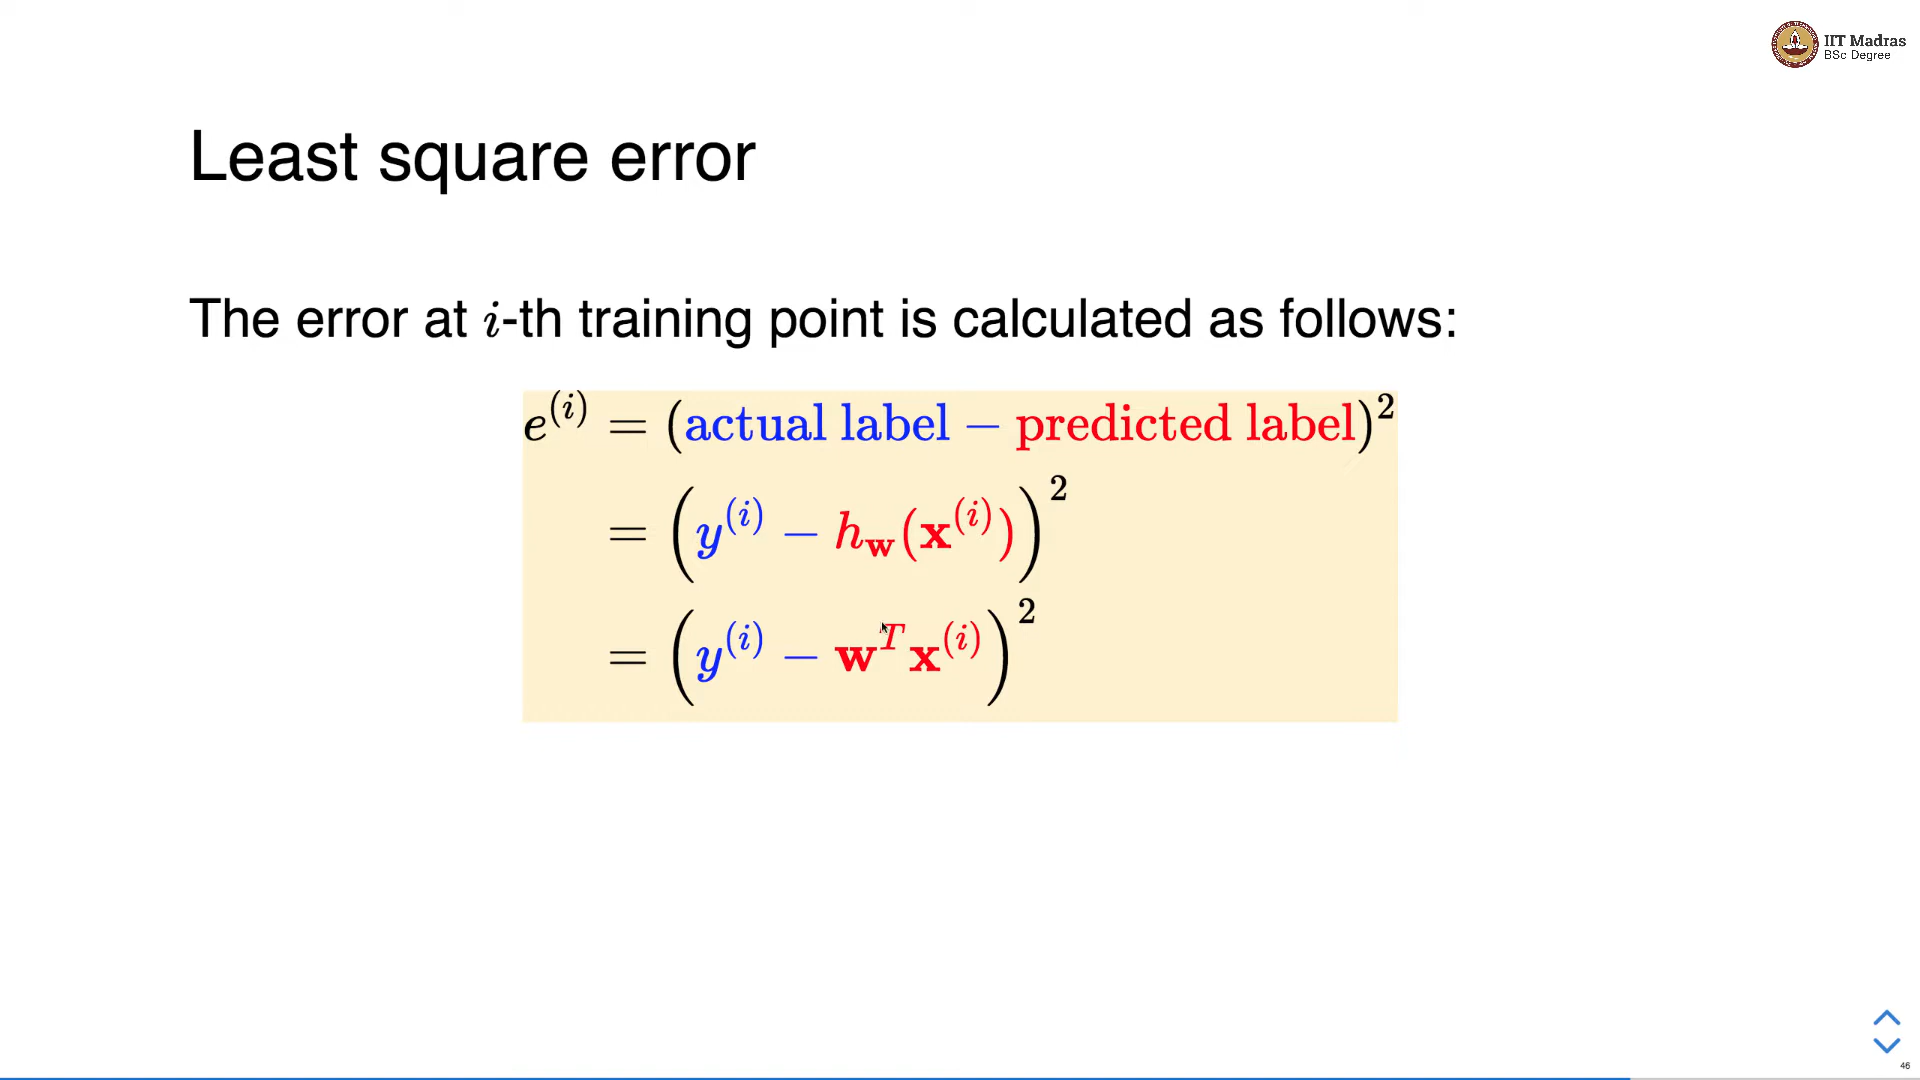 IIT Madras
BSc Degree
Least square error
The error at i-th training point is calculated as follows:
e^{(i)} = (actual label − predicted label)^2
= (y^{(i)} − h_w(x^{(i)}))^2
= (y^{(i)} − w^T x^{(i)})^2
46